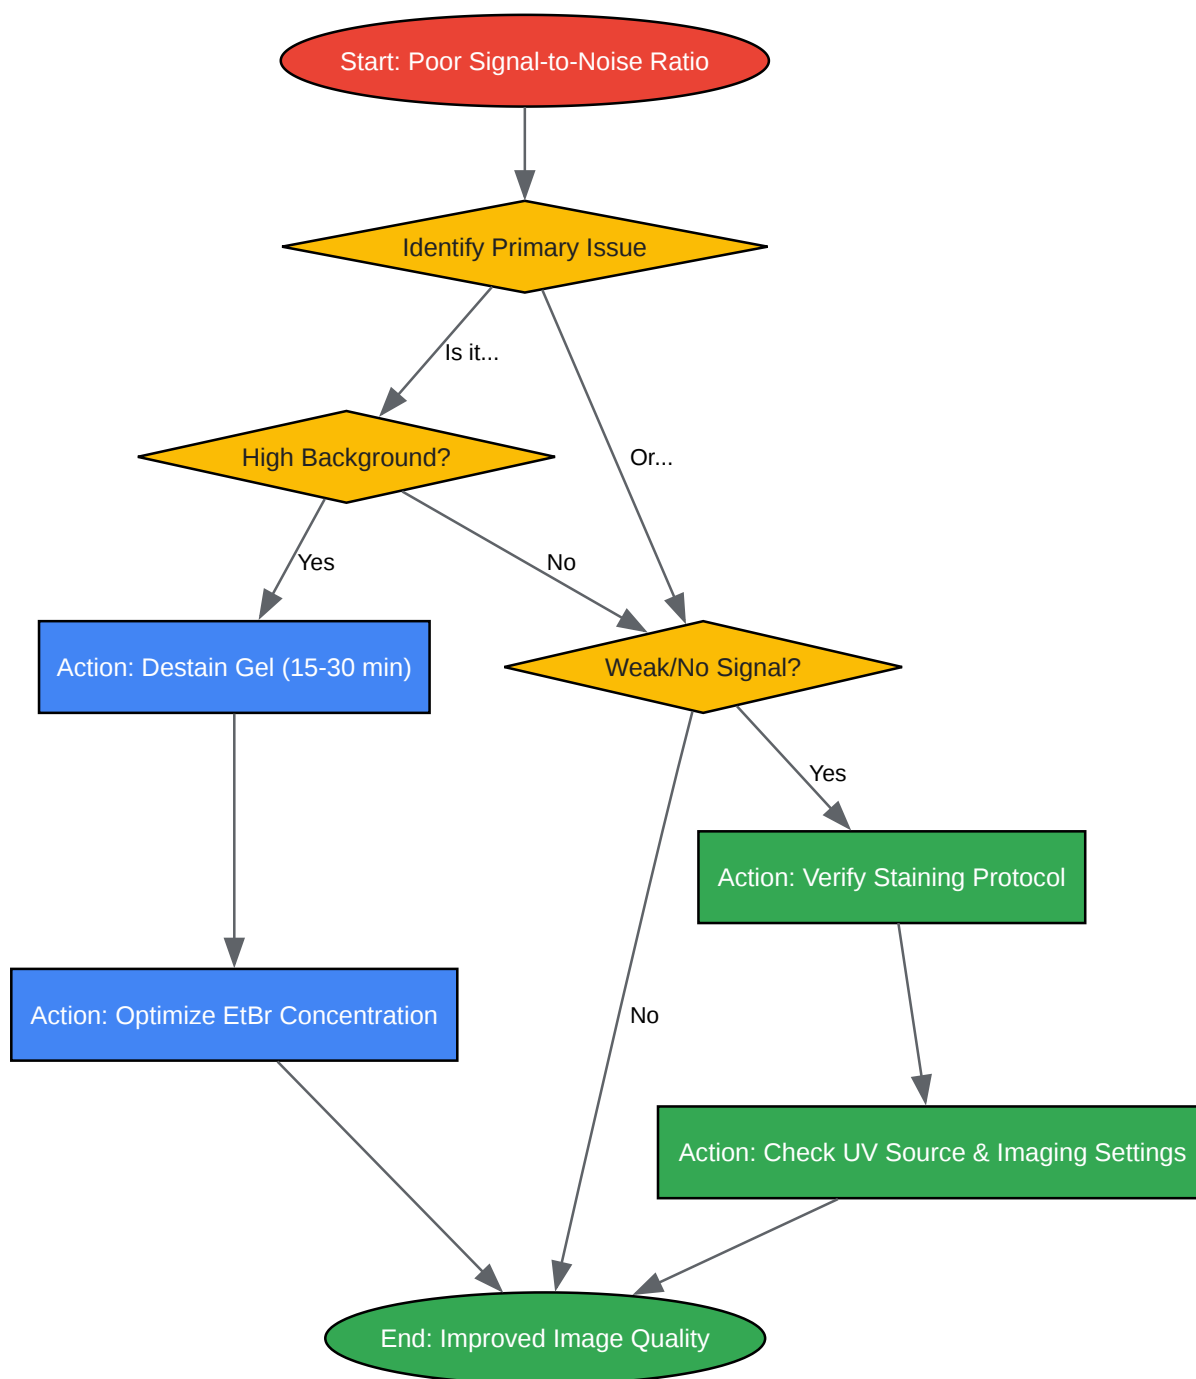 Start: Poor Signal-to-Noise Ratio
Identify Primary Issue
Is it...
High Background?
Or...
Yes
No
Action: Destain Gel (15-30 min)
Weak/No Signal?
Yes
Action: Verify Staining Protocol
Action: Optimize EtBr Concentration
No
Action: Check UV Source & Imaging Settings
End: Improved Image Quality